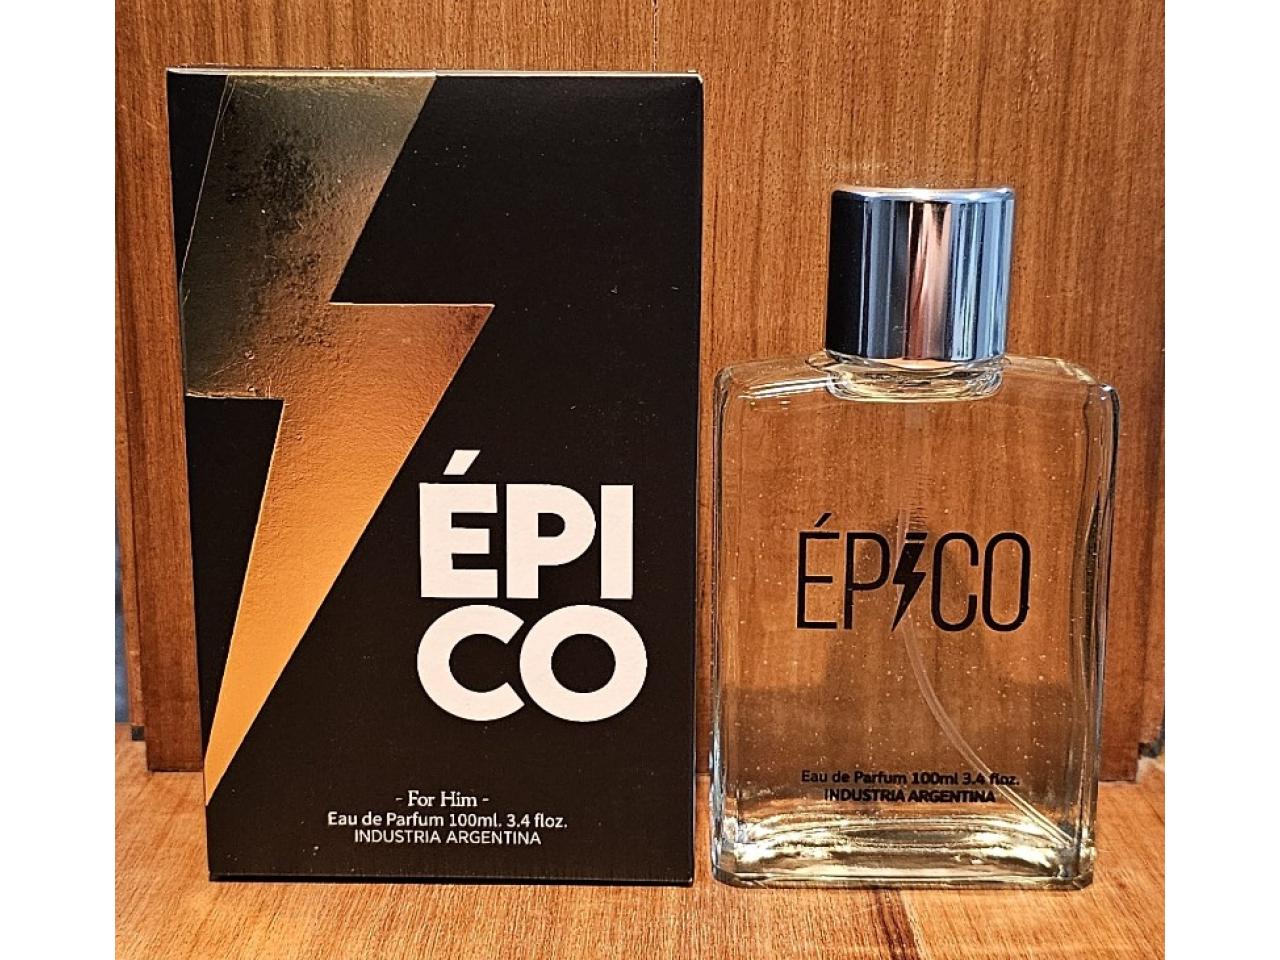 ÉPI
CO
- For Him -
Eau de Parfum 100ml. 3.4 floz.
INDUSTRIA ARGENTINA
ÉPICO
Eau de Parfum 100ml 3.4 floz.
INDUSTRIA ARGENTINA